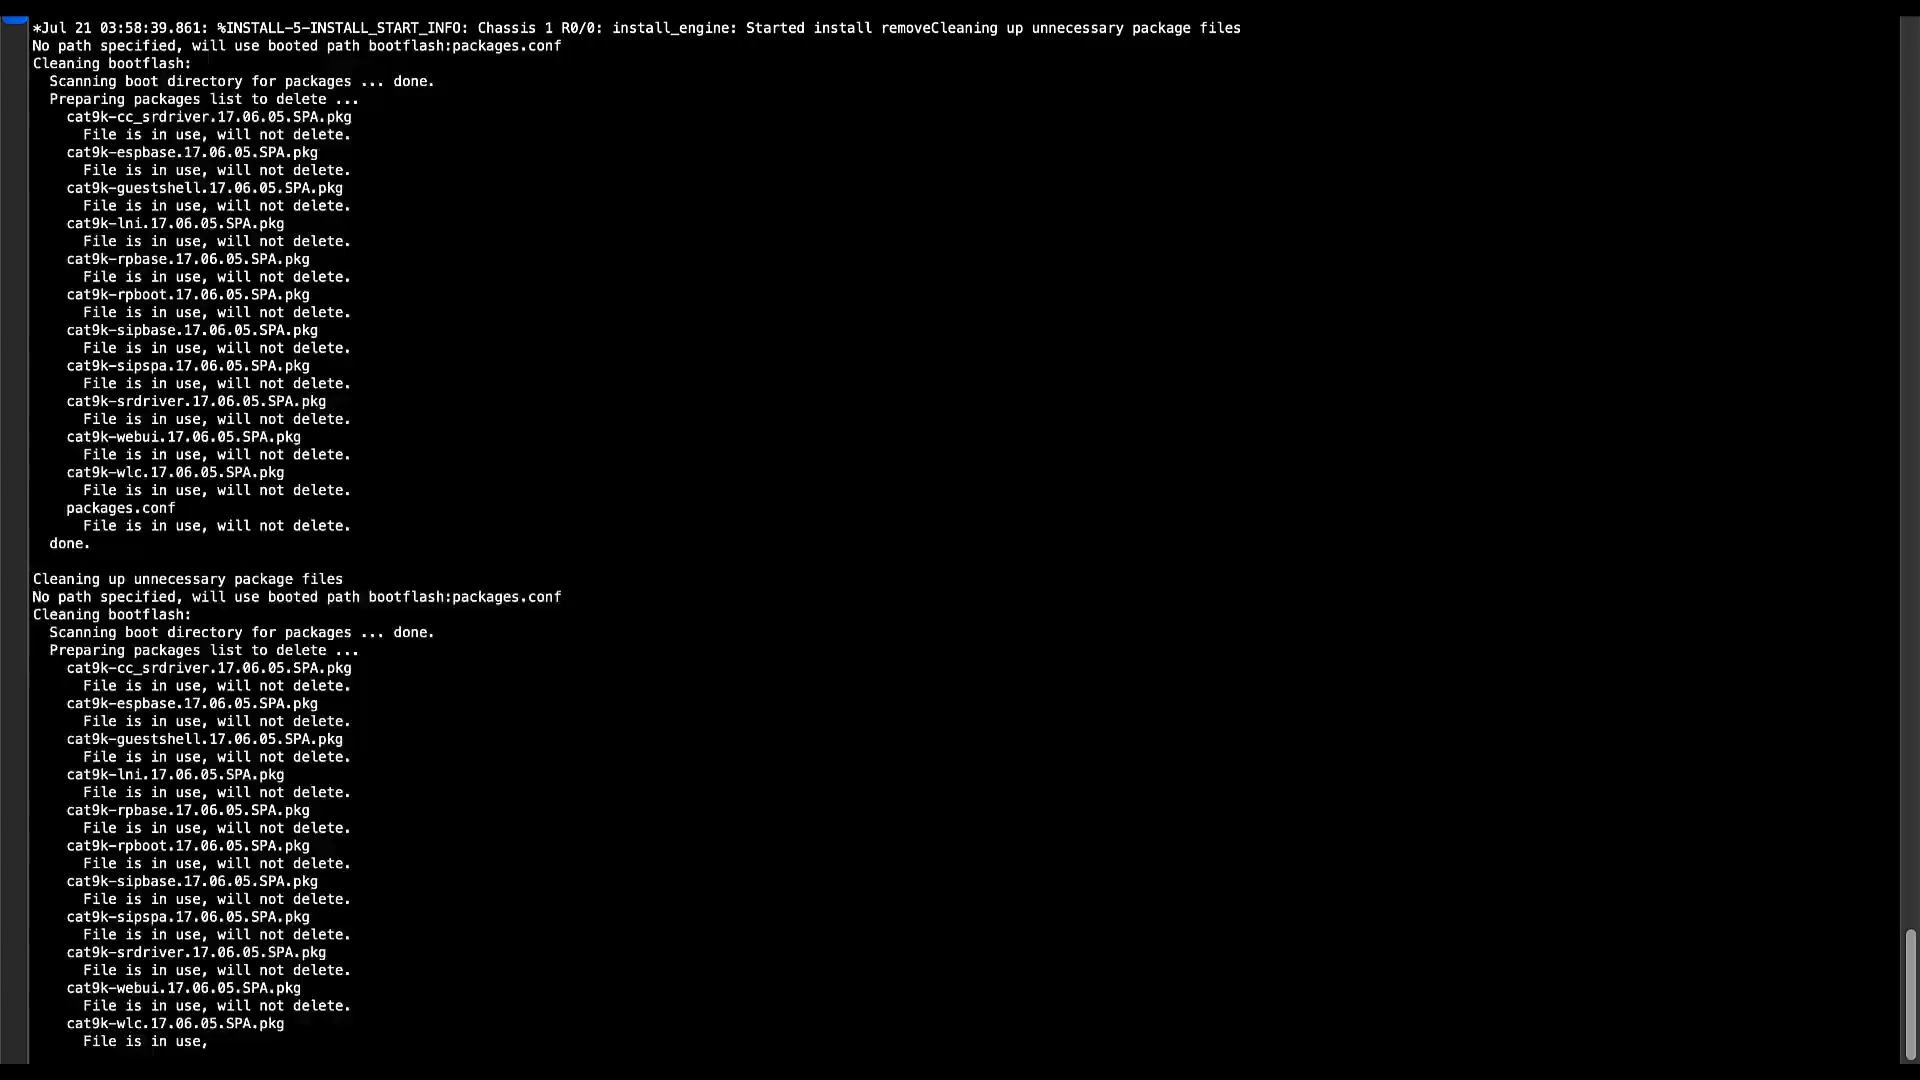 *Jul 21 03:58:39.861: %INSTALL-5-INSTALL_START_INFO: Chassis 1 R0/0: install_engine: Started install removeCleaning up unnecessary package files
No path specified, will use booted path bootflash:packages.conf
Cleaning bootflash:
  Scanning boot directory for packages ... done.
  Preparing packages list to delete ...
    cat9k-cc_srdriver.17.06.05.SPA.pkg
      File is in use, will not delete.
    cat9k-espbase.17.06.05.SPA.pkg
      File is in use, will not delete.
    cat9k-guestshell.17.06.05.SPA.pkg
      File is in use, will not delete.
    cat9k-lni.17.06.05.SPA.pkg
      File is in use, will not delete.
    cat9k-rpbase.17.06.05.SPA.pkg
      File is in use, will not delete.
    cat9k-rpboot.17.06.05.SPA.pkg
      File is in use, will not delete.
    cat9k-sipbase.17.06.05.SPA.pkg
      File is in use, will not delete.
    cat9k-sipspa.17.06.05.SPA.pkg
      File is in use, will not delete.
    cat9k-srdriver.17.06.05.SPA.pkg
      File is in use, will not delete.
    cat9k-webui.17.06.05.SPA.pkg
      File is in use, will not delete.
    cat9k-wlc.17.06.05.SPA.pkg
      File is in use, will not delete.
    packages.conf
      File is in use, will not delete.
  done.

Cleaning up unnecessary package files
No path specified, will use booted path bootflash:packages.conf
Cleaning bootflash:
  Scanning boot directory for packages ... done.
  Preparing packages list to delete ...
    cat9k-cc_srdriver.17.06.05.SPA.pkg
      File is in use, will not delete.
    cat9k-espbase.17.06.05.SPA.pkg
      File is in use, will not delete.
    cat9k-guestshell.17.06.05.SPA.pkg
      File is in use, will not delete.
    cat9k-lni.17.06.05.SPA.pkg
      File is in use, will not delete.
    cat9k-rpbase.17.06.05.SPA.pkg
      File is in use, will not delete.
    cat9k-rpboot.17.06.05.SPA.pkg
      File is in use, will not delete.
    cat9k-sipbase.17.06.05.SPA.pkg
      File is in use, will not delete.
    cat9k-sipspa.17.06.05.SPA.pkg
      File is in use, will not delete.
    cat9k-srdriver.17.06.05.SPA.pkg
      File is in use, will not delete.
    cat9k-webui.17.06.05.SPA.pkg
      File is in use, will not delete.
    cat9k-wlc.17.06.05.SPA.pkg
      File is in use,